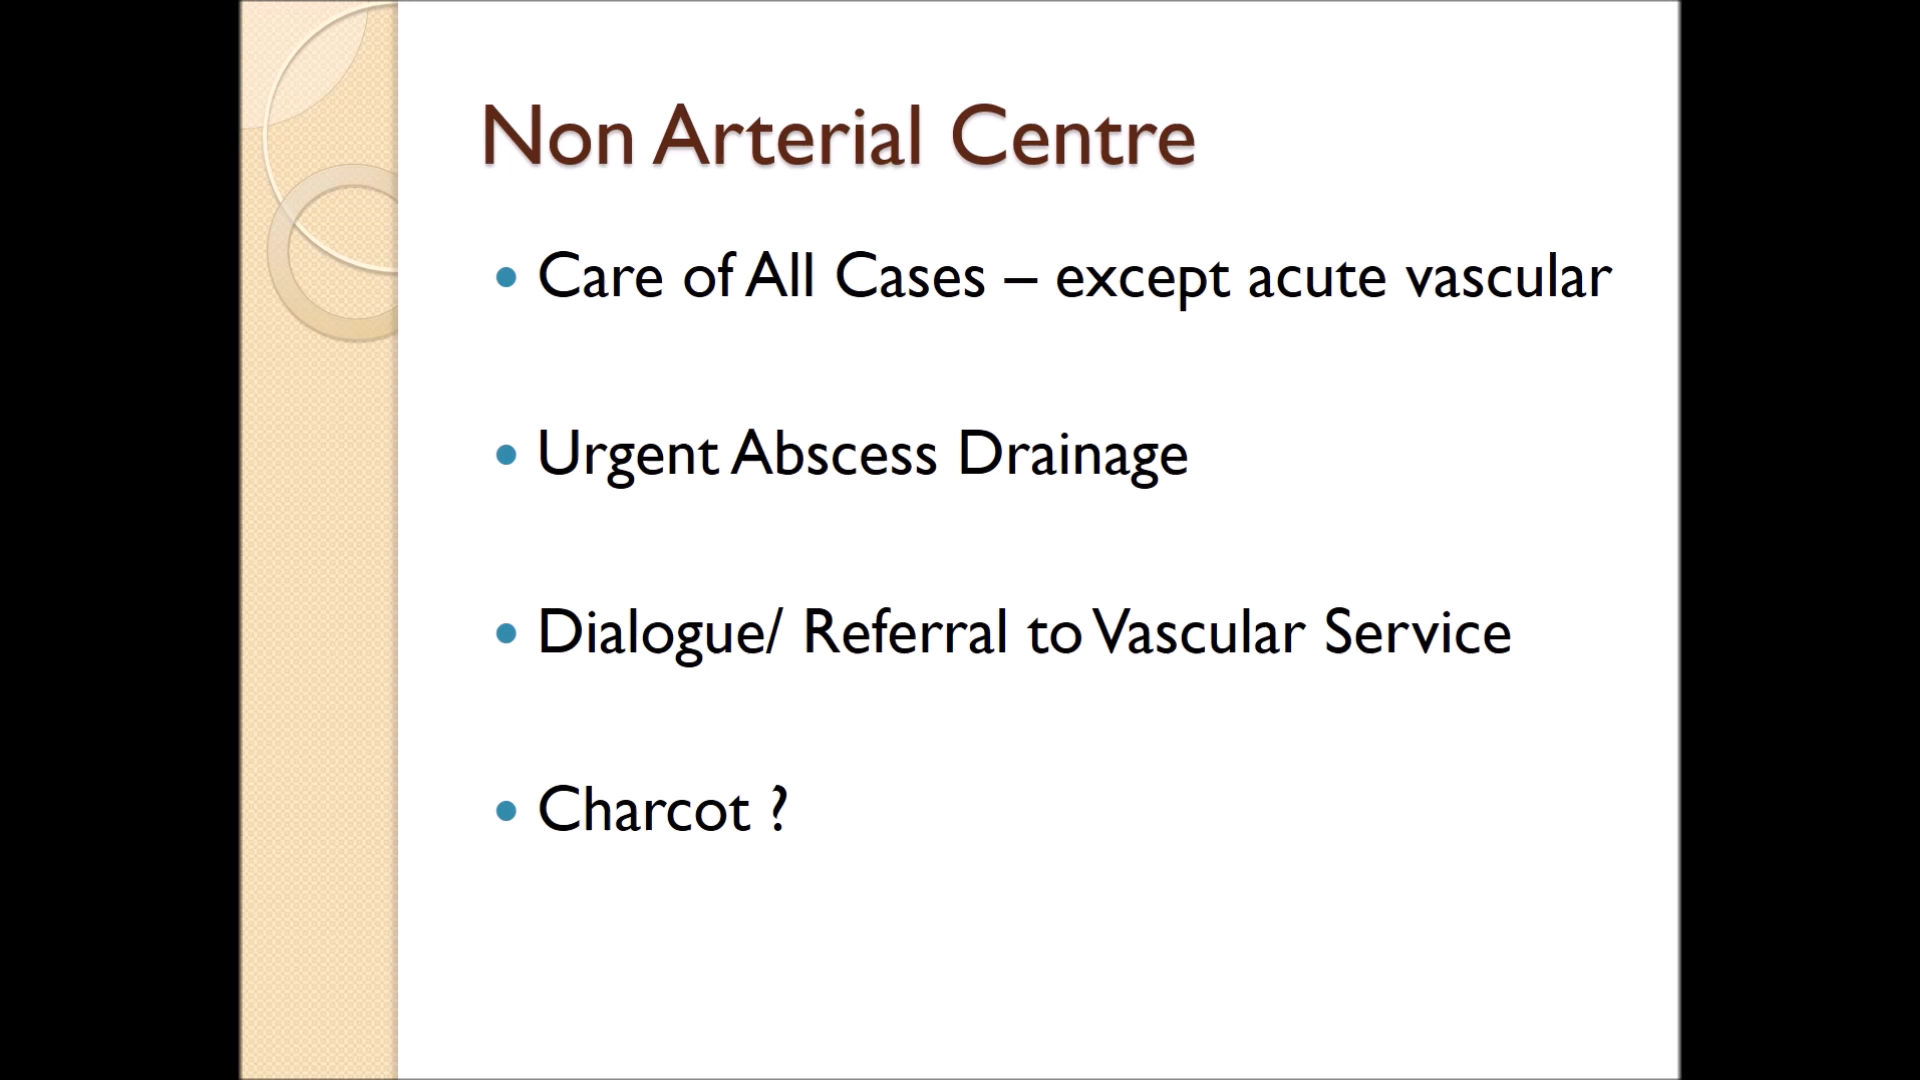 Non Arterial Centre
• Care of All Cases – except acute vascular
• Urgent Abscess Drainage
• Dialogue/ Referral to Vascular Service
• Charcot ?